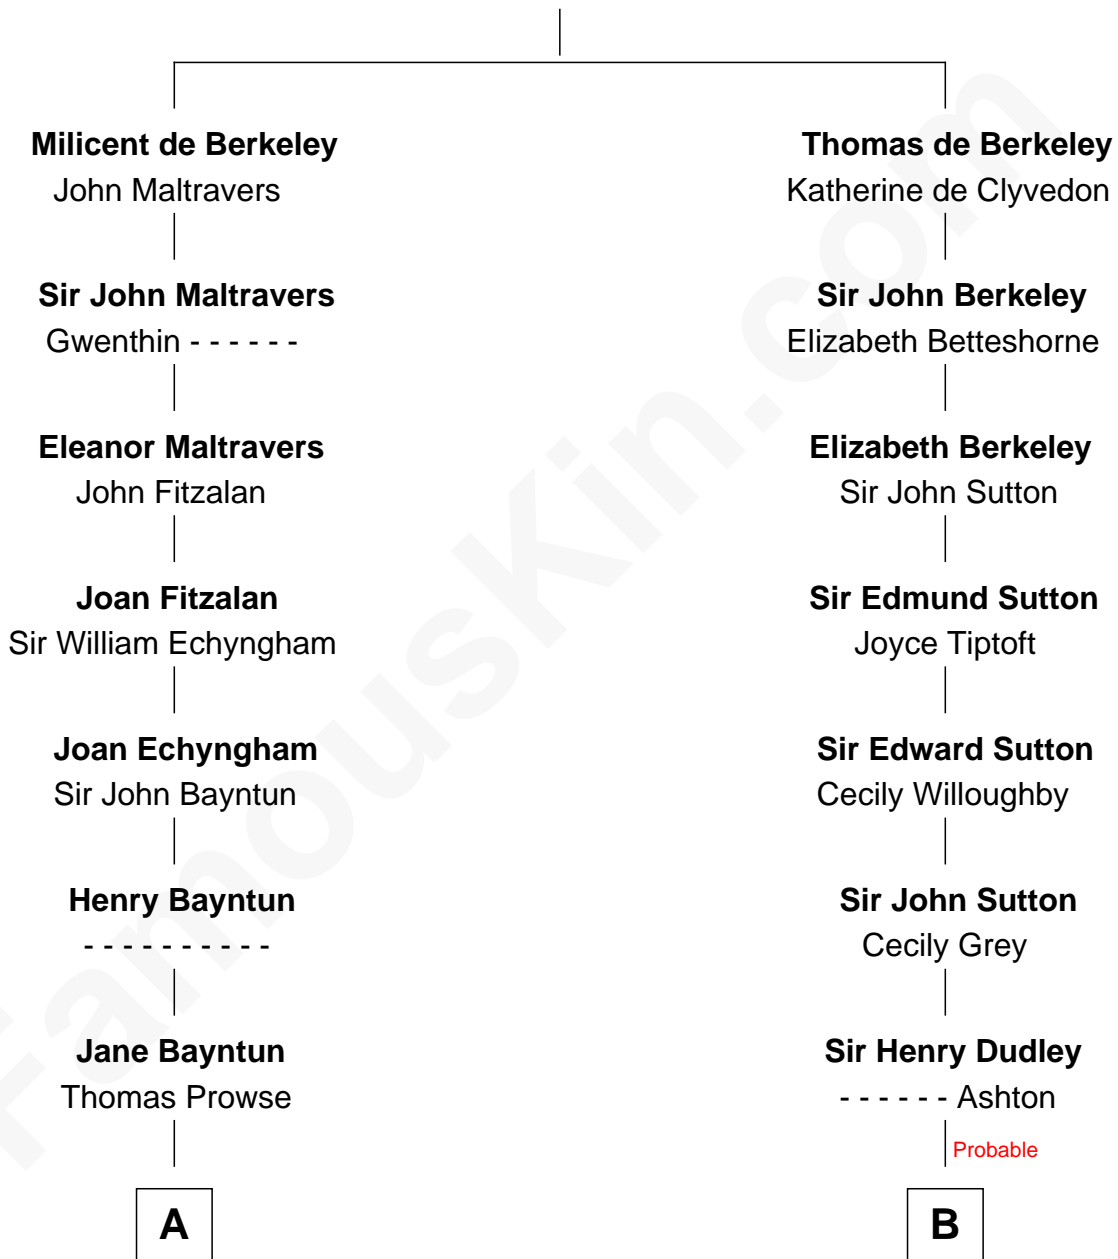 Milicent de Berkeley
John Maltravers
Thomas de Berkeley
Katherine de Clyvedon
Sir John Maltravers
Gwenthin - - - - - -
Sir John Berkeley
Elizabeth Betteshorne
Eleanor Maltravers
John Fitzalan
Elizabeth Berkeley
Sir John Sutton
Joan Fitzalan
Sir William Echyngham
Sir Edmund Sutton
Joyce Tiptoft
Joan Echyngham
Sir John Bayntun
Sir Edward Sutton
Cecily Willoughby
Henry Bayntun
- - - - - - - - - -
Sir John Sutton
Cecily Grey
Jane Bayntun
Thomas Prowse
Sir Henry Dudley
- - - - - - Ashton
Probable
A
B
FamousKin.com